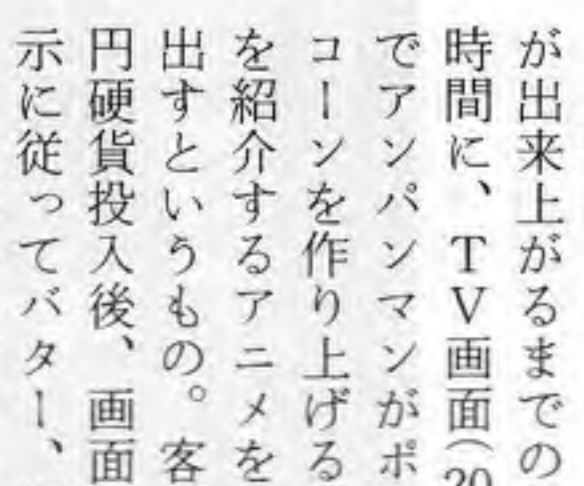 が出来上がるまでの
時間に、TV画面(20
でアンパンマンがポ
コーンを作り上げる
を紹介するアニメを
出すというもの。客
円硬貨投入後、画面
示に従ってバター、